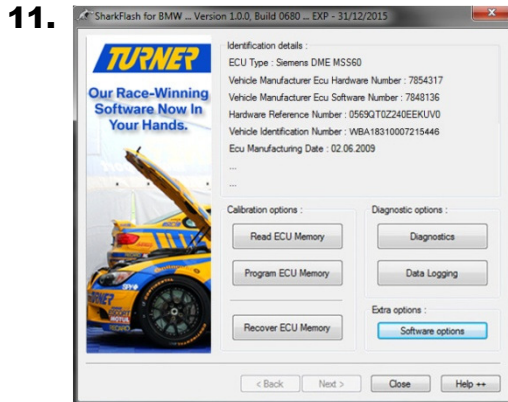 11.
SharkFlash for BMW ... Version 1.0.0, Build 0680 ... EXP - 31/12/2015
TURNER
Our Race-Winning
Software Now In
Your Hands.
Identification details :
ECU Type : Siemens DME MSS60
Vehicle Manufacturer Ecu Hardware Number : 7854317
Vehicle Manufacturer Ecu Software Number : 7848136
Hardware Reference Number : 0569QT0Z240EEKUV0
Vehicle Identification Number : WBA18310007215446
Ecu Manufacturing Date : 02.06.2009
...
...
Calibration options :
Read ECU Memory
Program ECU Memory
Recover ECU Memory
Diagnostic options :
Diagnostics
Data Logging
Extra options :
Software options
< Back
Next >
Close
Help ++